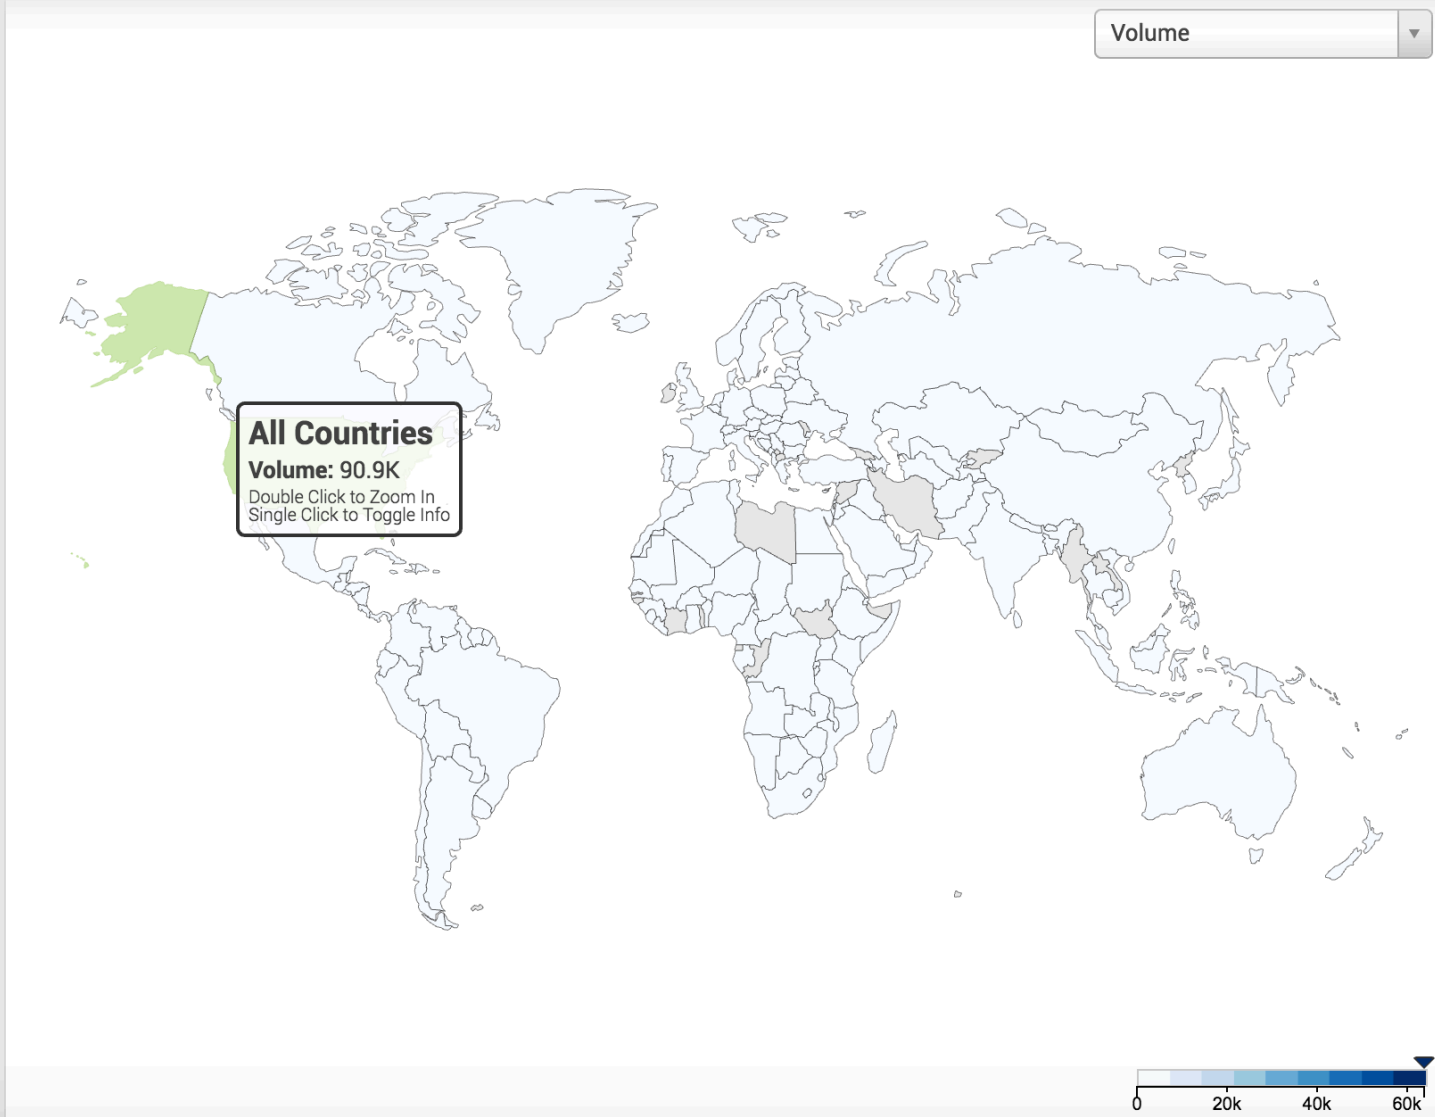 Volume
All Countries
Volume: 90.9K
Double Click to Zoom In
Single Click to Toggle Info
0 20k 40k 60k